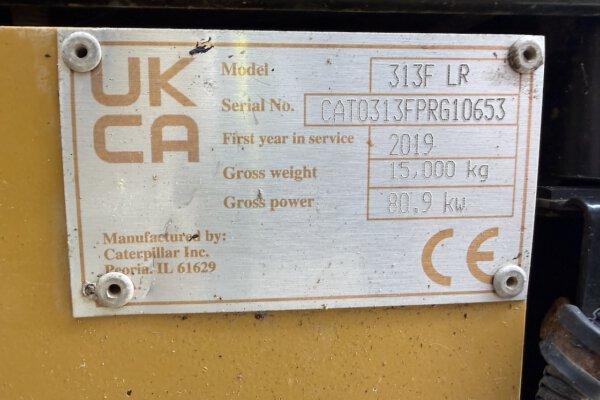 UK
CA
Model 313F LR
Serial No. CAT0313FPRG10653
First year in service 2019
Gross weight 15,000 kg
Gross power 80.9 kw
Manufactured by:
Caterpillar Inc.
Peoria, IL 61629
CE